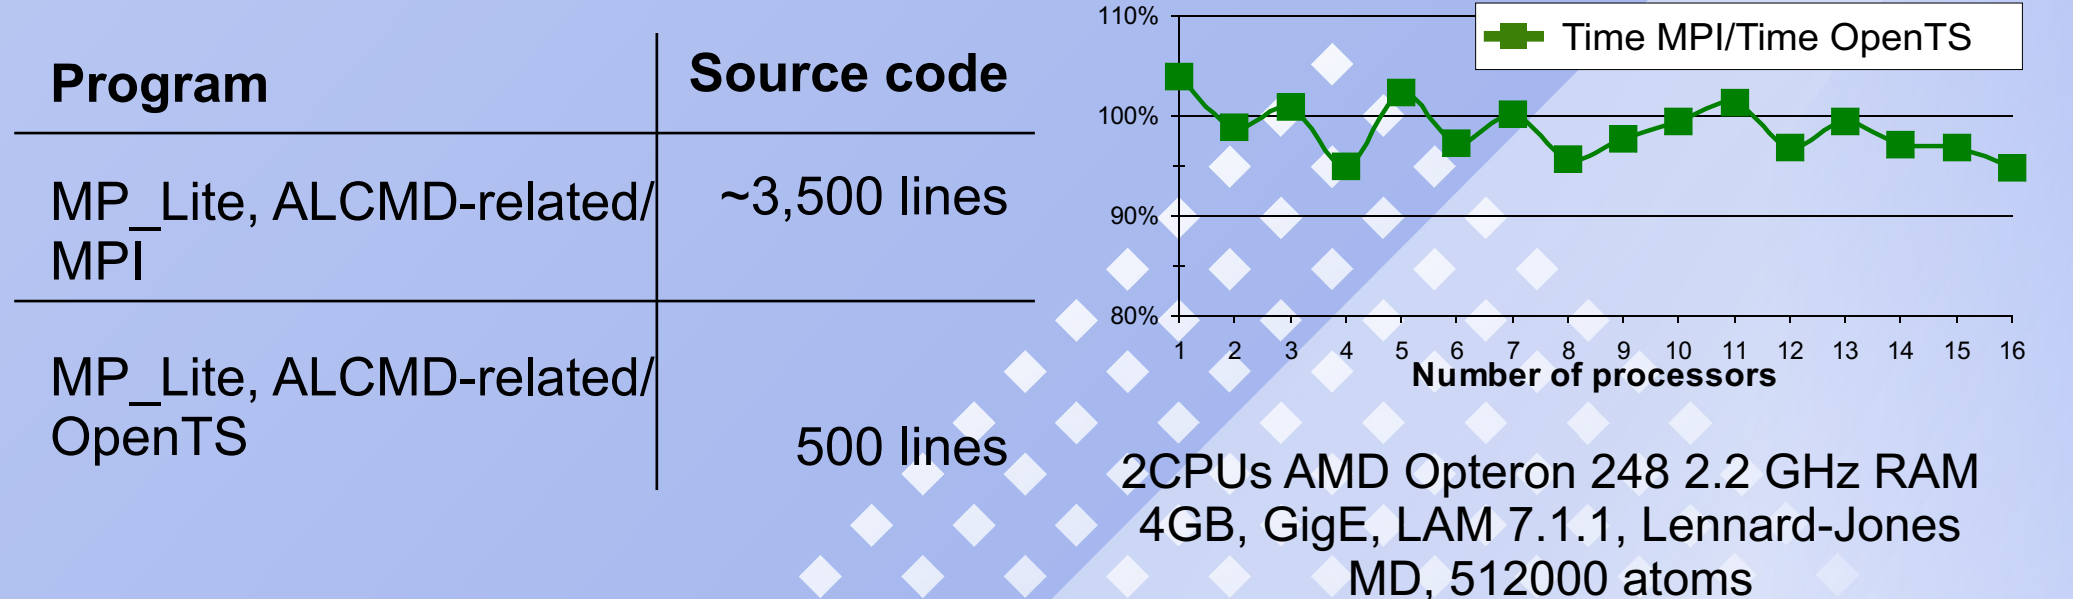 Program
Source code
MP_Lite, ALCMD-related/
MPI
~3,500 lines
MP_Lite, ALCMD-related/
OpenTS
500 lines
Time MPI/Time OpenTS
110%
100%
90%
80%
1 2 3 4 5 6 7 8 9 10 11 12 13 14 15 16
Number of processors
2CPUs AMD Opteron 248 2.2 GHz RAM
4GB, GigE, LAM 7.1.1, Lennard-Jones
MD, 512000 atoms